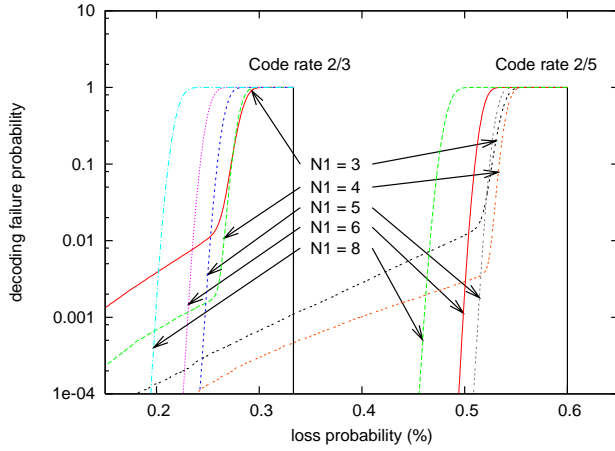 10
1
0.1
0.01
0.001
1e-04
decoding failure probability
Code rate 2/3
Code rate 2/5
N1 = 3
N1 = 4
N1 = 5
N1 = 6
N1 = 8
0.2
0.3
0.4
0.5
0.6
loss probability (%)